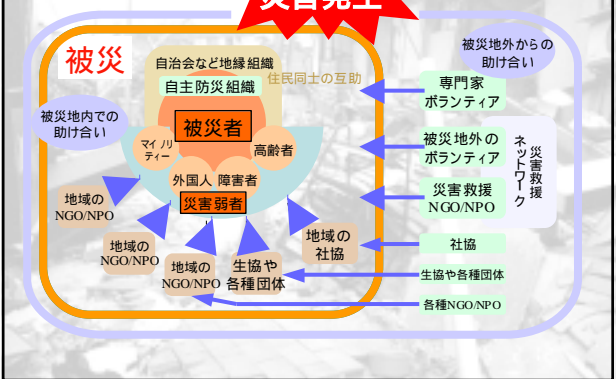 災害発生
被災
自治会など地縁組織
住民同士の互助
自主防災組織
被災者
マイノリ
ティー
高齢者
外国人
障害者
災害弱者
被災地内での
助け合い
被災地外からの
助け合い
専門家
ボランティア
被災地外の
ボランティア
災害救援
NGO/NPO
災害救援
ネットワーク
社協
生協や各種団体
各種NGO/NPO
地域の
NGO/NPO
地域の
NGO/NPO
地域の
NGO/NPO
生協や
各種団体
地域の
社協